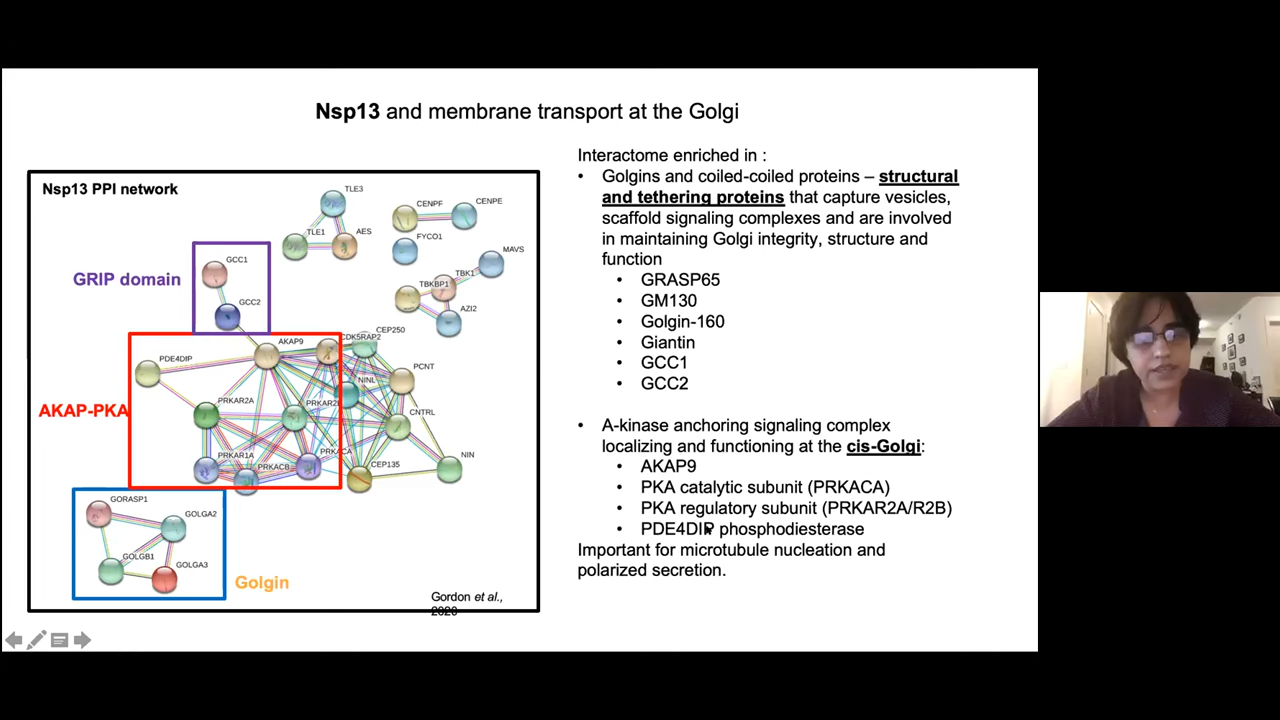 Nsp13 and membrane transport at the Golgi
Nsp13 PPI network
TLE3
TLE1
AES
CENPF
CENPE
FYCO1
MAVS
TBK1
TBKBP1
AZI2
GRIP domain
GCC1
GCC2
AKAP-PKA
PDE4DIP
AKAP9
CDK5RAP2
CEP250
NINL
PCNT
PRKAR2A
CNTRL
PRKAR1A
PRKACB
PRKACA
CEP135
NIN
GORASP1
GOLGA2
GOLGB1
GOLGA3
Golgin
Gordon et al.,
2020
Interactome enriched in :
• Golgins and coiled-coiled proteins – structural
and tethering proteins that capture vesicles,
scaffold signaling complexes and are involved
in maintaining Golgi integrity, structure and
function
• GRASP65
• GM130
• Golgin-160
• Giantin
• GCC1
• GCC2
• A-kinase anchoring signaling complex
localizing and functioning at the cis-Golgi:
• AKAP9
• PKA catalytic subunit (PRKACA)
• PKA regulatory subunit (PRKAR2A/R2B)
• PDE4DIP phosphodiesterase
Important for microtubule nucleation and
polarized secretion.